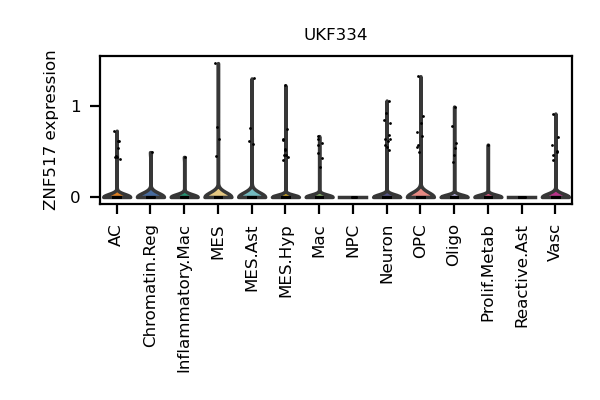 UKF334
ZNF517 expression
1
0
AC
Chromatin.Reg
Inflammatory.Mac
MES
MES.Ast
MES.Hyp
Mac
NPC
Neuron
OPC
Oligo
Prolif.Metab
Reactive.Ast
Vasc